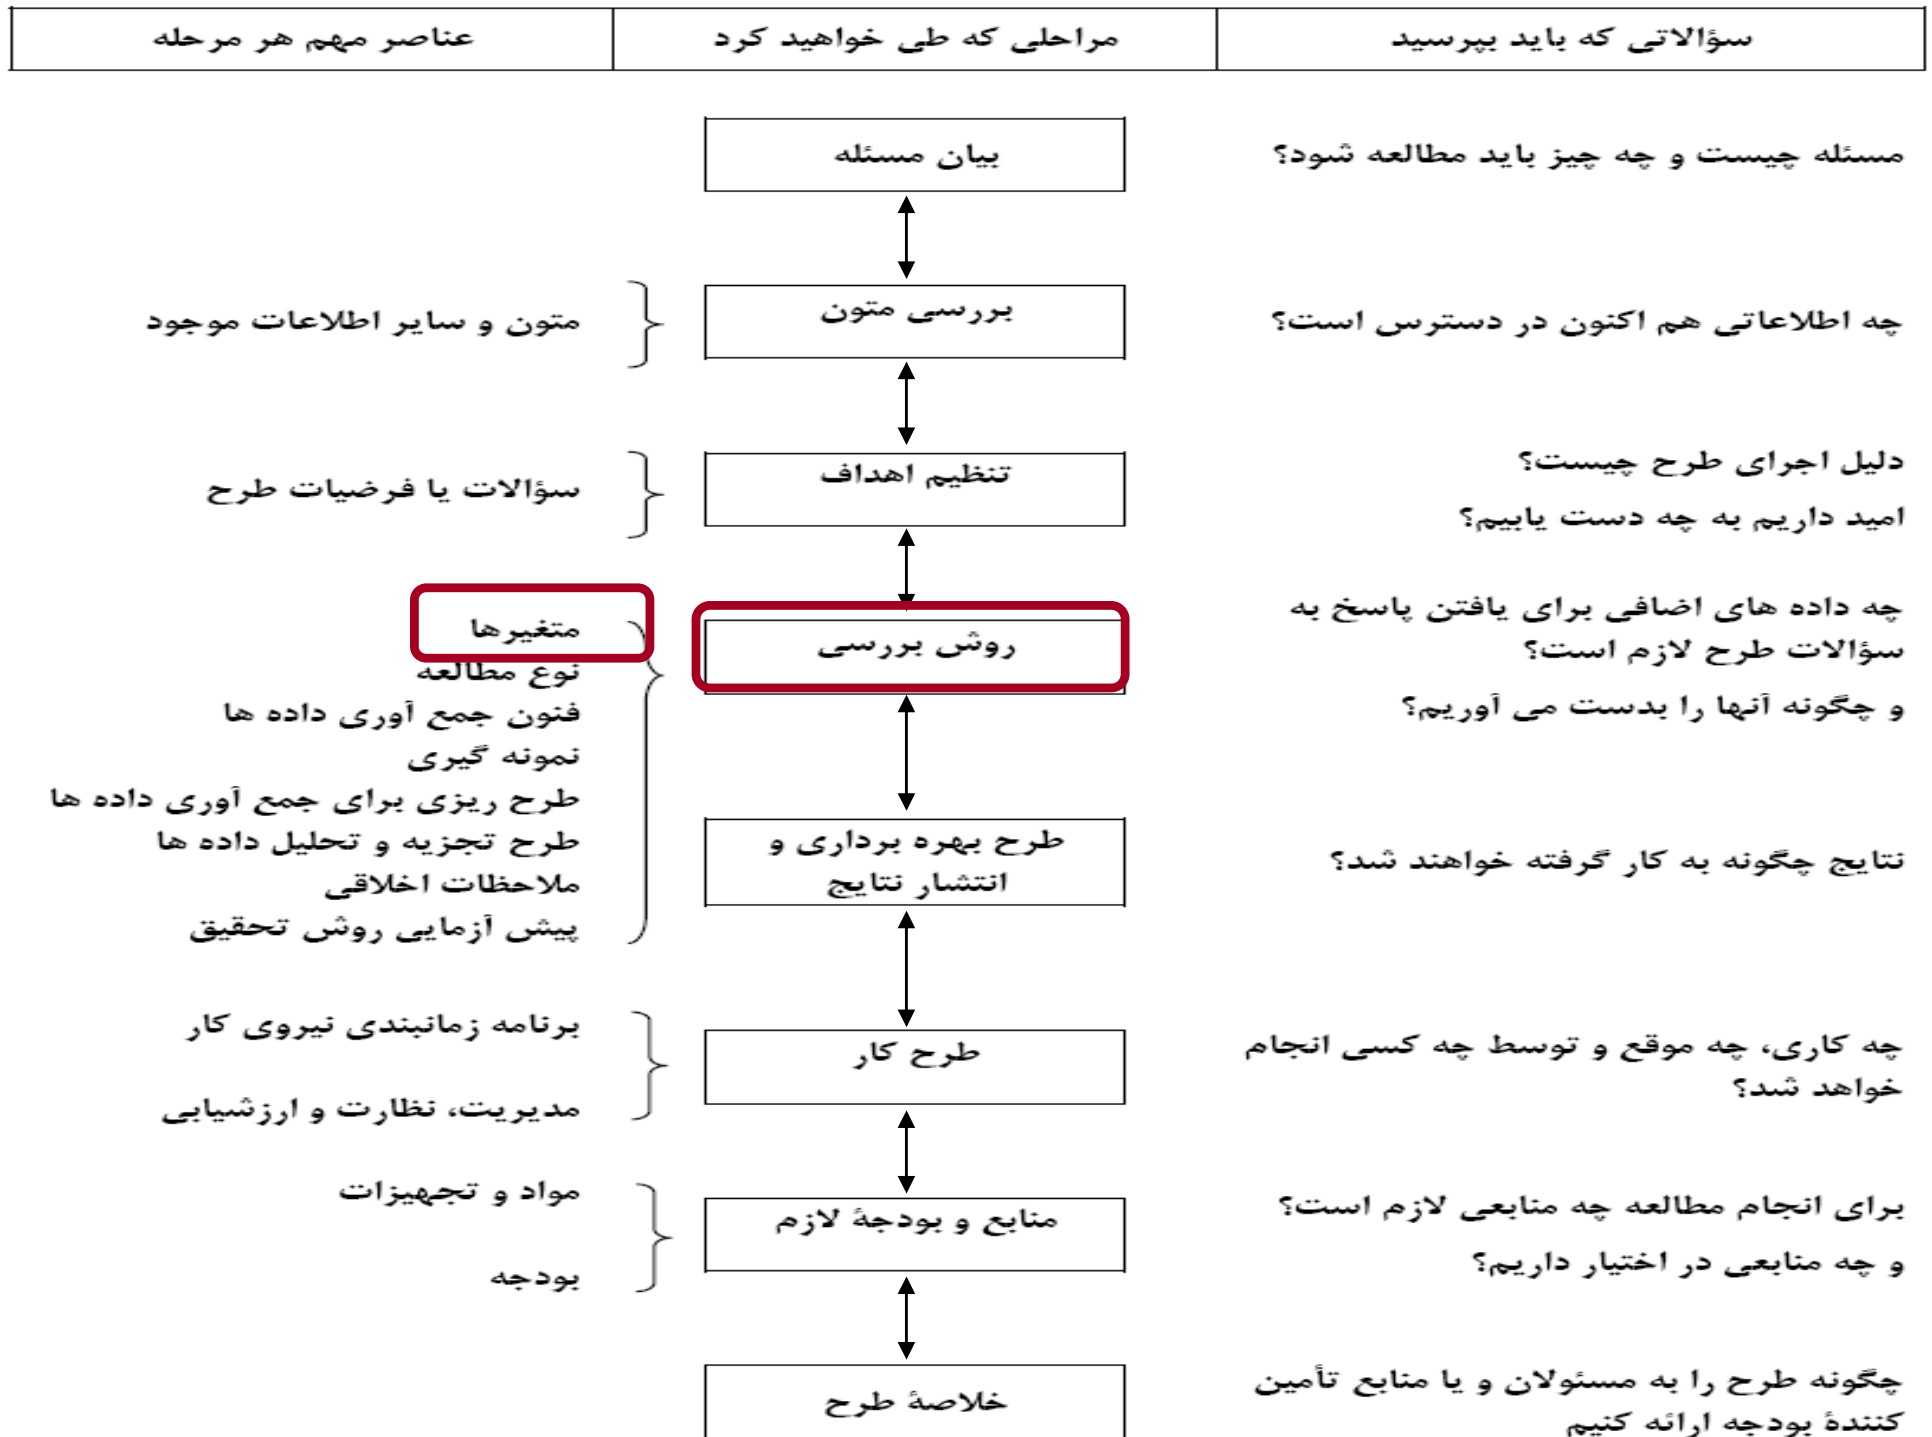 سؤالاتی که باید بپرسید
مراحلی که طی خواهید کرد
عناصر مهم هر مرحله
مسئله چیست و چه چیز باید مطالعه شود؟
بیان مسئله
چه اطلاعاتی هم اکنون در دسترس است؟
بررسی متون
متون و سایر اطلاعات موجود
دلیل اجرای طرح چیست؟
امید داریم به چه دست یابیم؟
تنظیم اهداف
سؤالات یا فرضیات طرح
چه داده های اضافی برای یافتن پاسخ به
سؤالات طرح لازم است؟
و چگونه آنها را بدست می آوریم؟
روش بررسی
متغیرها
نوع مطالعه
فنون جمع آوری داده ها
نمونه گیری
طرح ریزی برای جمع آوری داده ها
طرح تجزیه و تحلیل داده ها
ملاحظات اخلاقی
پیش آزمایی روش تحقیق
نتایج چگونه به کار گرفته خواهند شد؟
طرح بهره برداری و
انتشار نتایج
چه کاری، چه موقع و توسط چه کسی انجام
خواهد شد؟
طرح کار
برنامه زمانبندی نیروی کار
مدیریت، نظارت و ارزشیابی
برای انجام مطالعه چه منابعی لازم است؟
و چه منابعی در اختیار داریم؟
منابع و بودجۀ لازم
مواد و تجهیزات
بودجه
چگونه طرح را به مسئولان و یا منابع تأمین
کنندۀ بودجه ارائه کنیم
خلاصۀ طرح